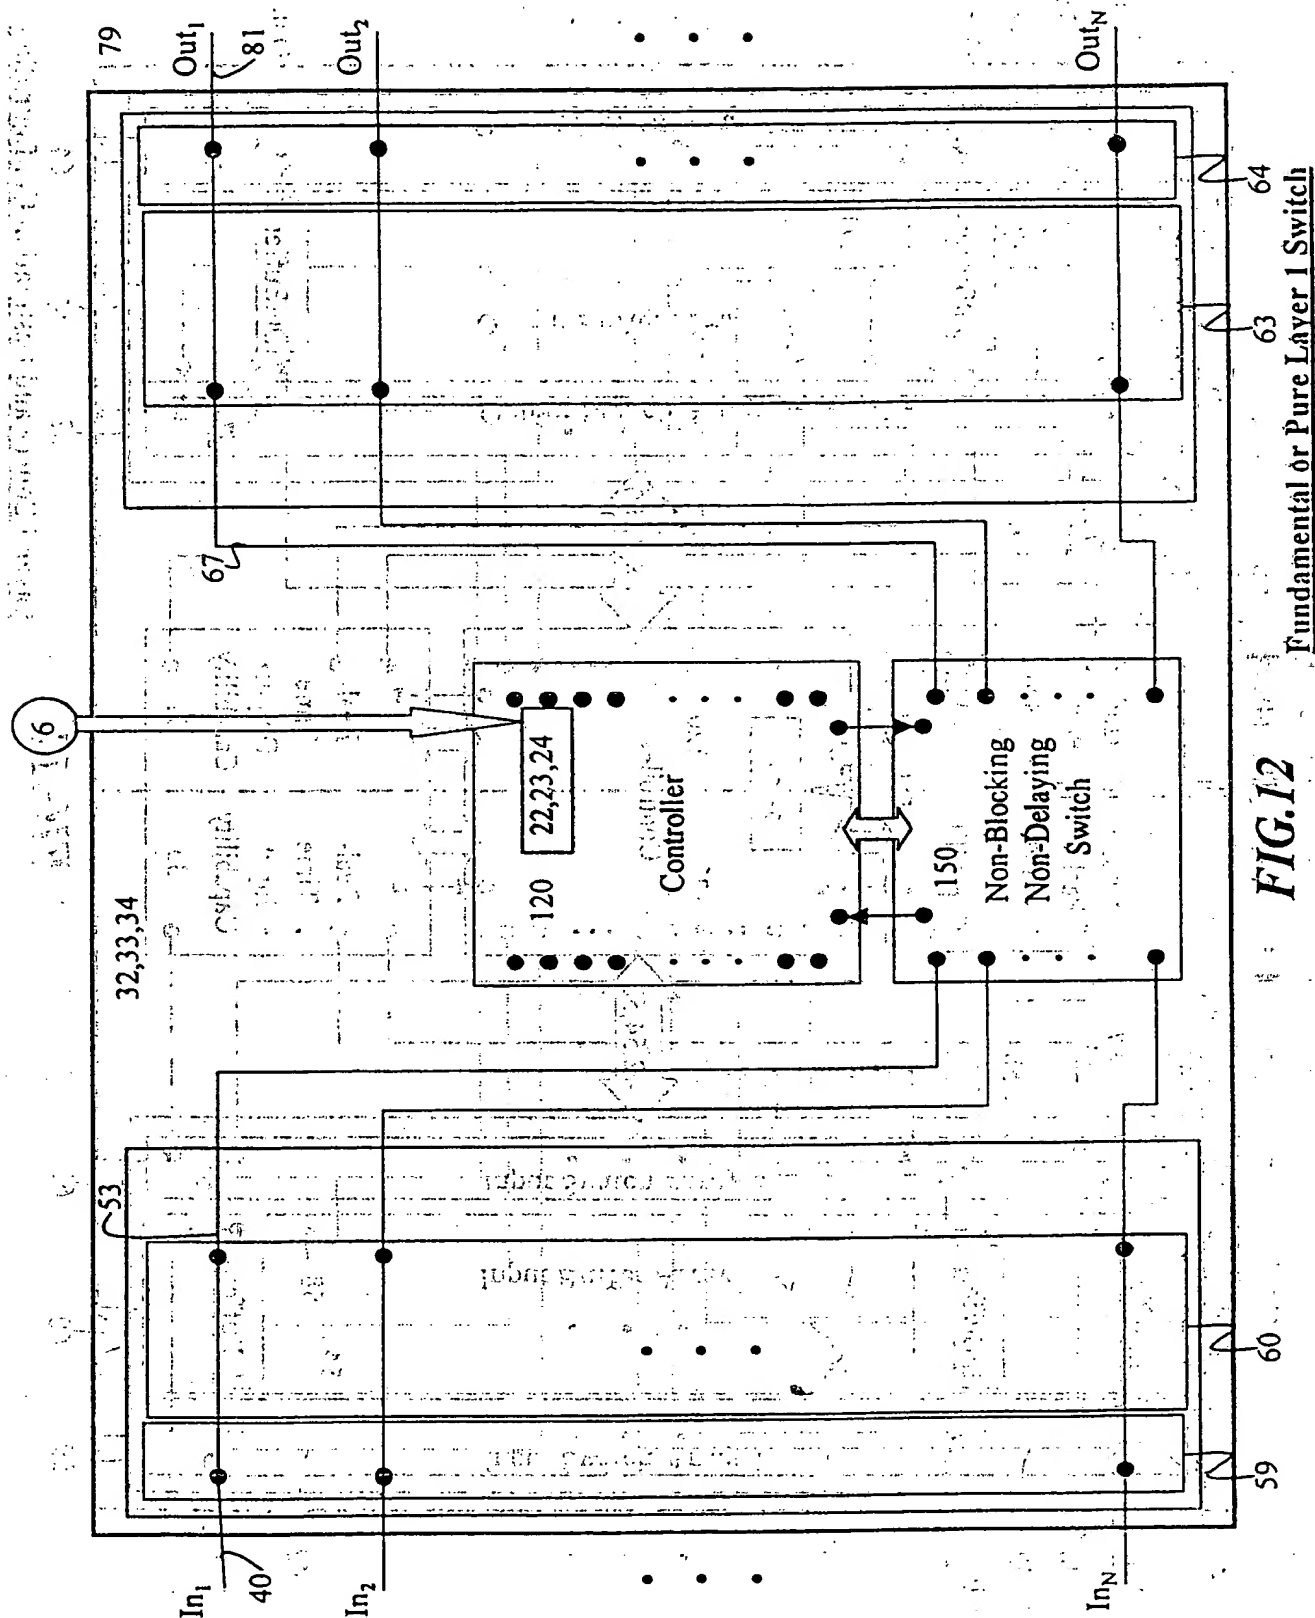 79
Out₁
81
Out₂
OutN
64
63
67
6
32,33,34
22,23,24
120
Controller
150
Non-Blocking
Non-Delaying
Switch
53
60
59
In₁
40
In₂
InN
FIG.12
Fundamental or Pure Layer 1 Switch